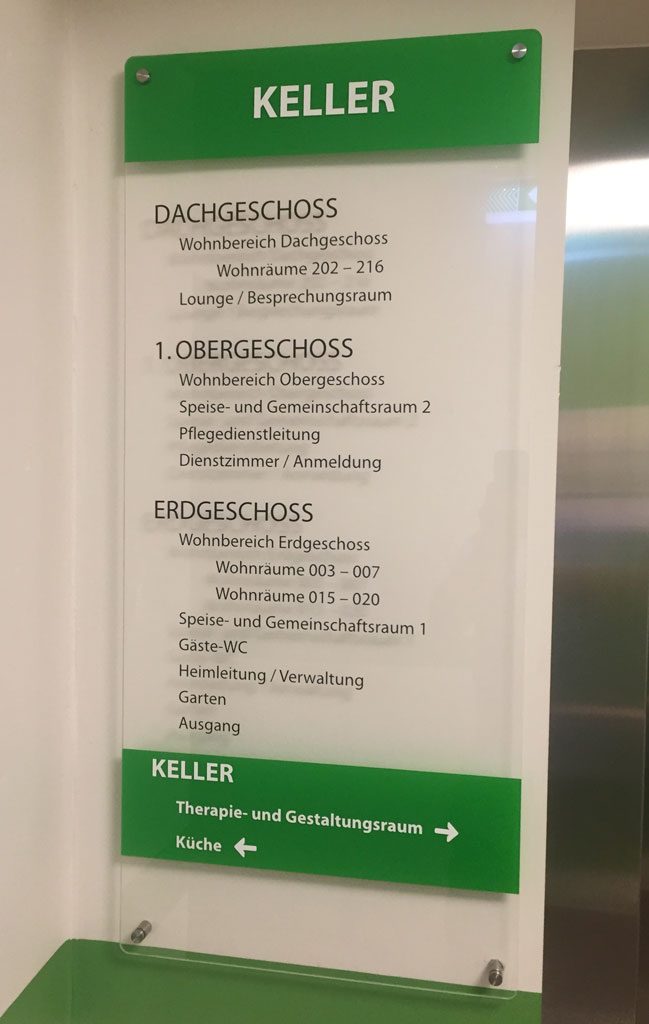 KELLER
DACHGESCHOSS
Wohnbereich Dachgeschoss
Wohnräume 202 – 216
Lounge / Besprechungsraum
1. OBERGESCHOSS
Wohnbereich Obergeschoss
Speise- und Gemeinschaftsraum 2
Pflegedienstleitung
Dienstzimmer / Anmeldung
ERDGESCHOSS
Wohnbereich Erdgeschoss
Wohnräume 003 – 007
Wohnräume 015 – 020
Speise- und Gemeinschaftsraum 1
Gäste-WC
Heimleitung / Verwaltung
Garten
Ausgang
KELLER
Therapie- und Gestaltungsraum →
Küche ←